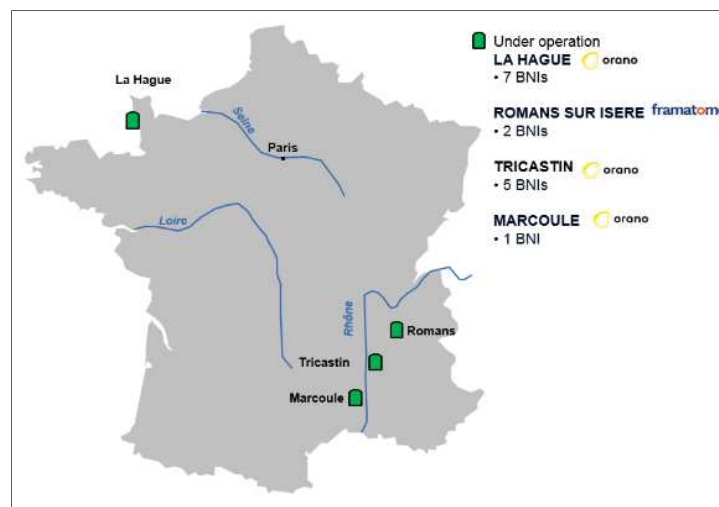 Under operation
LA HAGUE orano
• 7 BNIs
ROMANS SUR ISERE framatome
• 2 BNIs
TRICASTIN orano
• 5 BNIs
MARCOULE orano
• 1 BNI
La Hague
Seine
Paris
Loire
Rhône
Romans
Tricastin
Marcoule